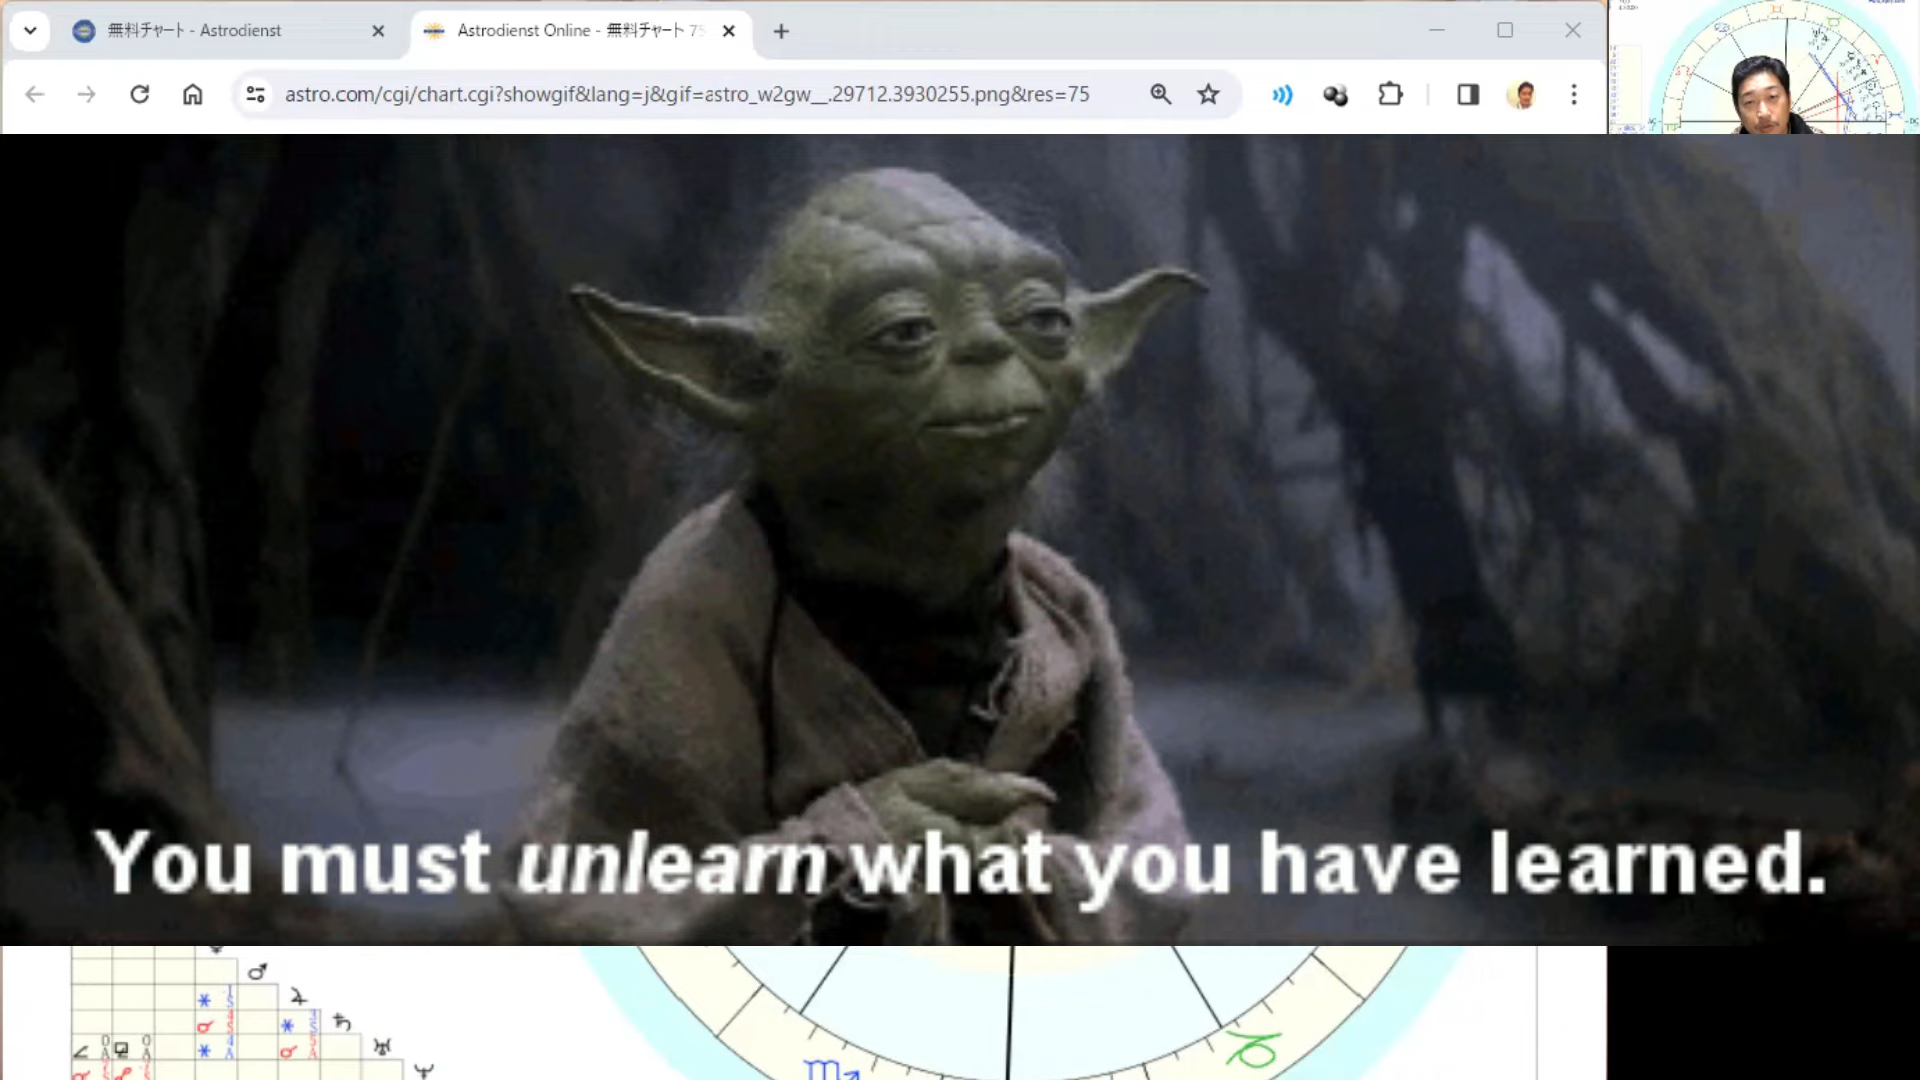 無料チャート - Astrodienst
Astrodienst Online - 無料チャート 75
astro.com/cgi/chart.cgi?showgif&lang=j&gif=astro_w2gw__.29712.3930255.png&res=75
You must unlearn what you have learned.